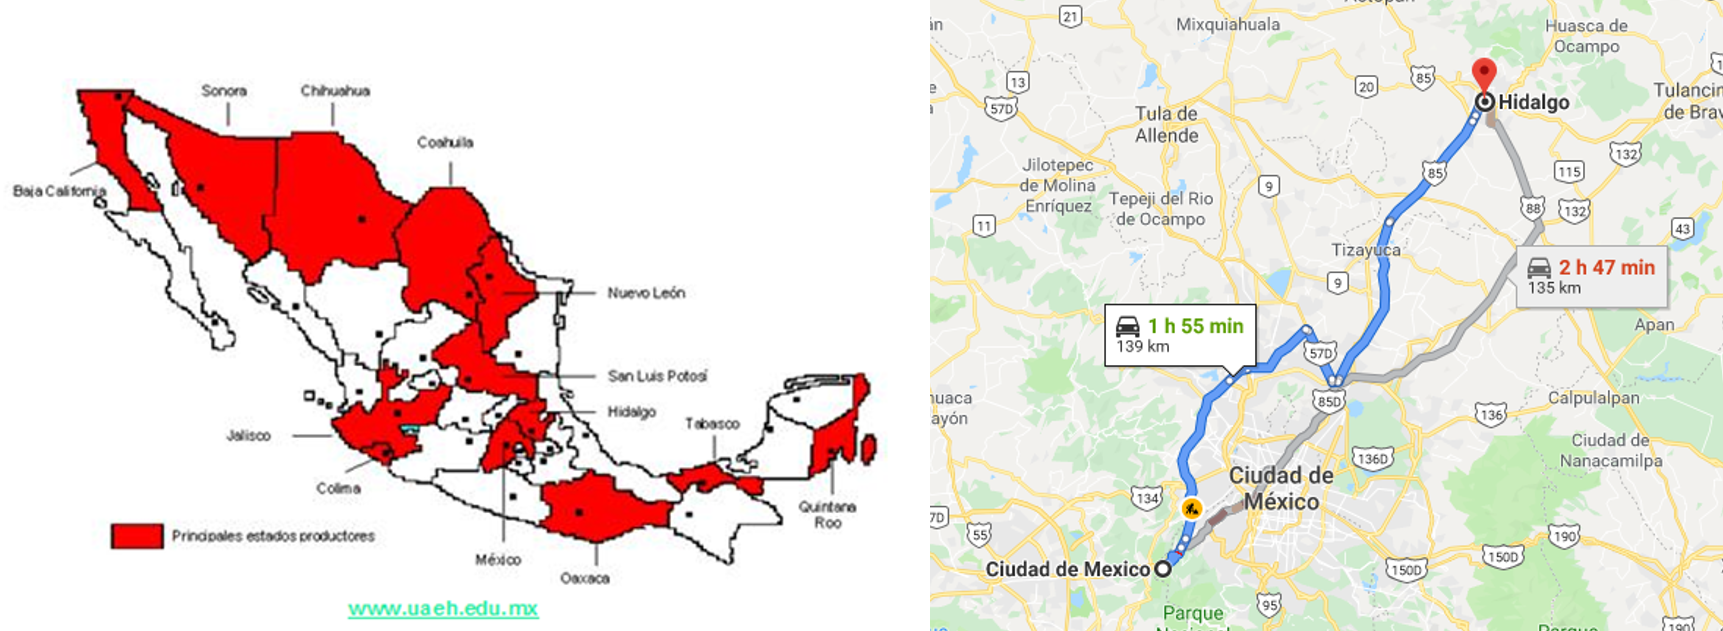 Sonora
Chihuahua
Coahuila
Baja California
Nuevo León
San Luis Potosí
Hidalgo
Tabasco
Jalisco
Colima
Quintana
Roo
México
Oaxaca
Principales estados productores
www.uaeh.edu.mx
21
Mixquiahuala
Huasca de
Ocampo
13
57D
20
85
Hidalgo
Tula de
Allende
132
115
Jilotepec
de Molina
Enríquez
9
85
Tepeji del Rio
de Ocampo
11
88
132
43
Tizayuca
9
2 h 47 min
135 km
1 h 55 min
139 km
57D
Apan
85D
136
Calpulalpan
Ciudad de
Nanacamilpa
136D
Ciudad de
México
134
55
190
150D
150D
Ciudad de Mexico
95
Parque
190